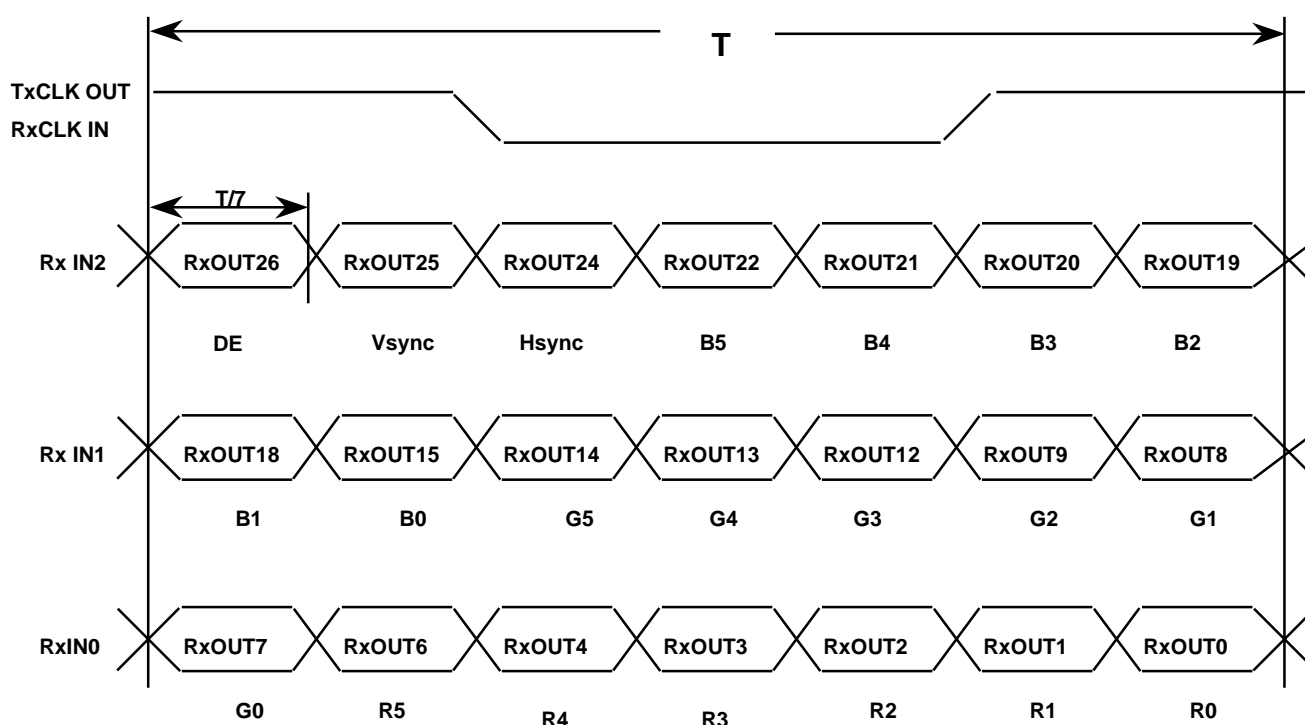 T
TxCLK OUT
RxCLK IN
T/7
Rx IN2 RxOUT26 RxOUT25 RxOUT24 RxOUT22 RxOUT21 RxOUT20 RxOUT19
DE Vsync Hsync B5 B4 B3 B2
Rx IN1 RxOUT18 RxOUT15 RxOUT14 RxOUT13 RxOUT12 RxOUT9 RxOUT8
B1 B0 G5 G4 G3 G2 G1
RxIN0 RxOUT7 RxOUT6 RxOUT4 RxOUT3 RxOUT2 RxOUT1 RxOUT0
G0 R5 R4 R3 R2 R1 R0